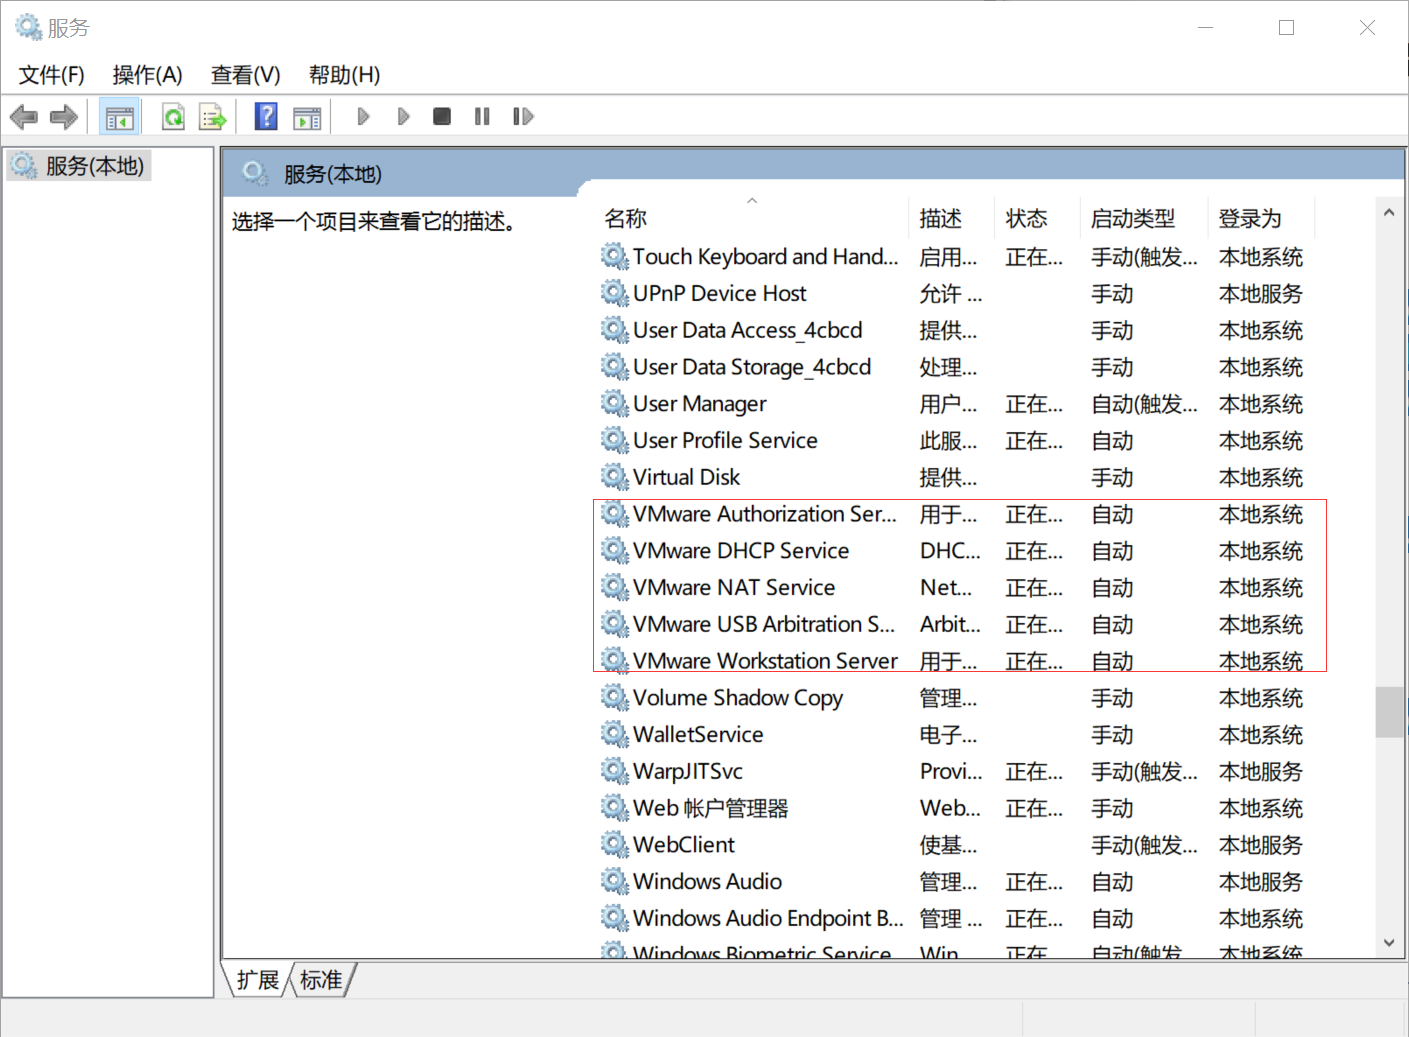 服务
文件(F) 操作(A) 查看(V) 帮助(H)
服务(本地)
服务(本地)
选择一个项目来查看它的描述。
名称 描述 状态 启动类型 登录为
Touch Keyboard and Hand... 启用... 正在... 手动(触发... 本地系统
UPnP Device Host 允许 ... 手动 本地服务
User Data Access_4cbcd 提供... 手动 本地系统
User Data Storage_4cbcd 处理... 手动 本地系统
User Manager 用户... 正在... 自动(触发... 本地系统
User Profile Service 此服... 正在... 自动 本地系统
Virtual Disk 提供... 手动 本地系统
VMware Authorization Ser... 用于... 正在... 自动 本地系统
VMware DHCP Service DHC... 正在... 自动 本地系统
VMware NAT Service Net... 正在... 自动 本地系统
VMware USB Arbitration S... Arbit... 正在... 自动 本地系统
VMware Workstation Server 用于... 正在... 自动 本地系统
Volume Shadow Copy 管理... 手动 本地系统
WalletService 电子... 手动 本地系统
WarpJITSvc Provi... 正在... 手动(触发... 本地服务
Web 帐户管理器 Web... 正在... 手动 本地系统
WebClient 使基... 手动(触发... 本地服务
Windows Audio 管理... 正在... 自动 本地服务
Windows Audio Endpoint B... 管理 ... 正在... 自动 本地系统
Windows Biometric Service Win... 正在... 自动(触发... 本地系统
扩展 标准